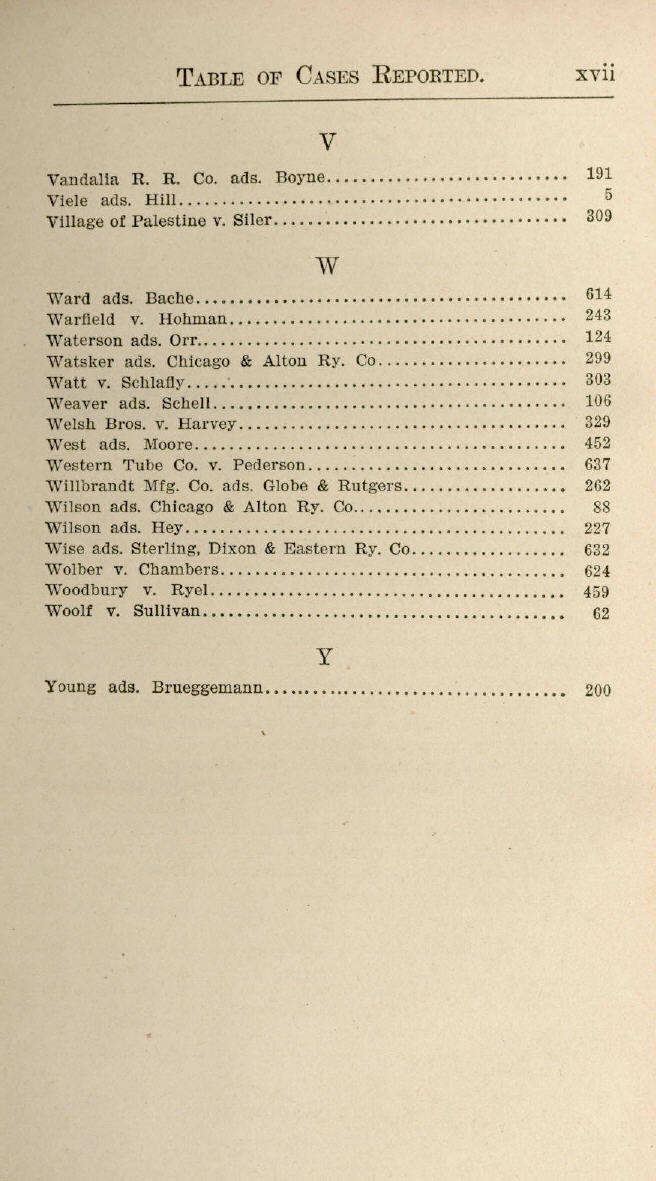 TABLE OF CASES REPORTED. xvii
V
Vandalia R. R. Co. ads. Boyne............................ 191
Viele ads. Hill............................................. 5
Village of Palestine v. Siler.................................. 309
W
Ward ads. Bache........................................... 614
Warfield v. Hohman....................................... 243
Waterson ads. Orr.......................................... 124
Watsker ads. Chicago & Alton Ry. Co...................... 299
Watt v. Schlafly............................................ 303
Weaver ads. Schell......................................... 106
Welsh Bros. v. Harvey...................................... 329
West ads. Moore........................................... 452
Western Tube Co. v. Pederson.............................. 637
Willbrandt Mfg. Co. ads. Globe & Rutgers................... 262
Wilson ads. Chicago & Alton Ry. Co......................... 88
Wilson ads. Hey............................................ 227
Wise ads. Sterling, Dixon & Eastern Ry. Co.................. 632
Wolber v. Chambers........................................ 624
Woodbury v. Ryel......................................... 459
Woolf v. Sullivan.......................................... 62
Y
Young ads. Brueggemann................................... 200